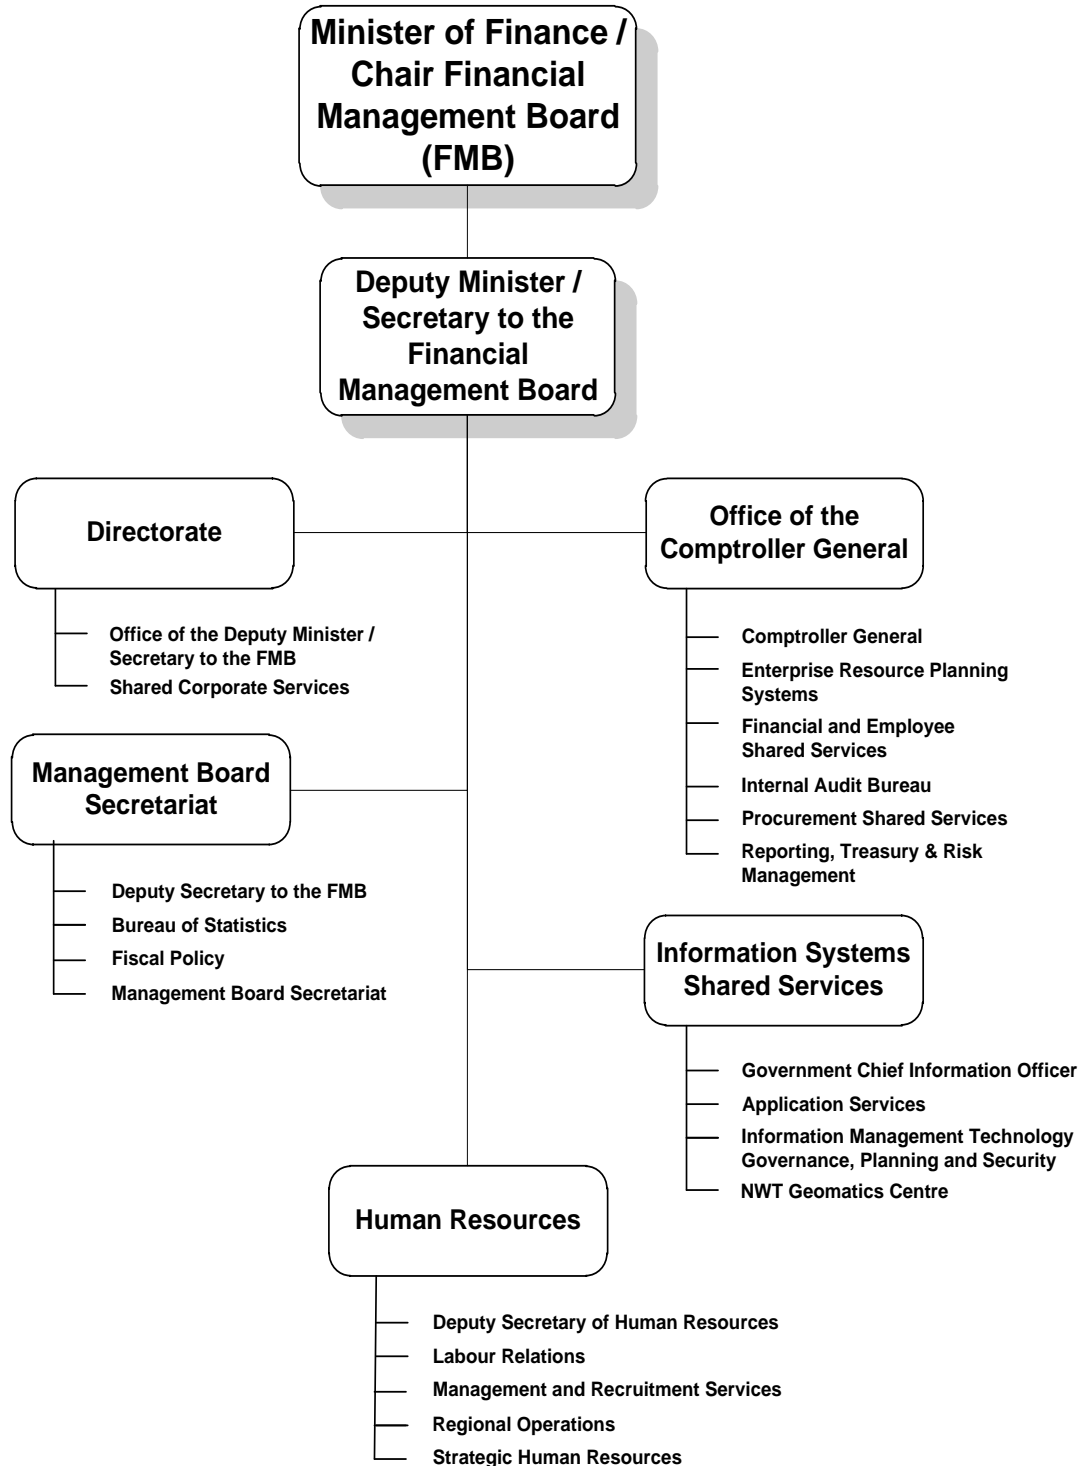 Minister of Finance /
Chair Financial
Management Board
(FMB)
Deputy Minister /
Secretary to the
Financial
Management Board
Directorate
Office of the Deputy Minister /
Secretary to the FMB
Shared Corporate Services
Office of the
Comptroller General
Comptroller General
Enterprise Resource Planning
Systems
Financial and Employee
Shared Services
Internal Audit Bureau
Procurement Shared Services
Reporting, Treasury & Risk
Management
Management Board
Secretariat
Deputy Secretary to the FMB
Bureau of Statistics
Fiscal Policy
Management Board Secretariat
Information Systems
Shared Services
Government Chief Information Officer
Application Services
Information Management Technology
Governance, Planning and Security
NWT Geomatics Centre
Human Resources
Deputy Secretary of Human Resources
Labour Relations
Management and Recruitment Services
Regional Operations
Strategic Human Resources